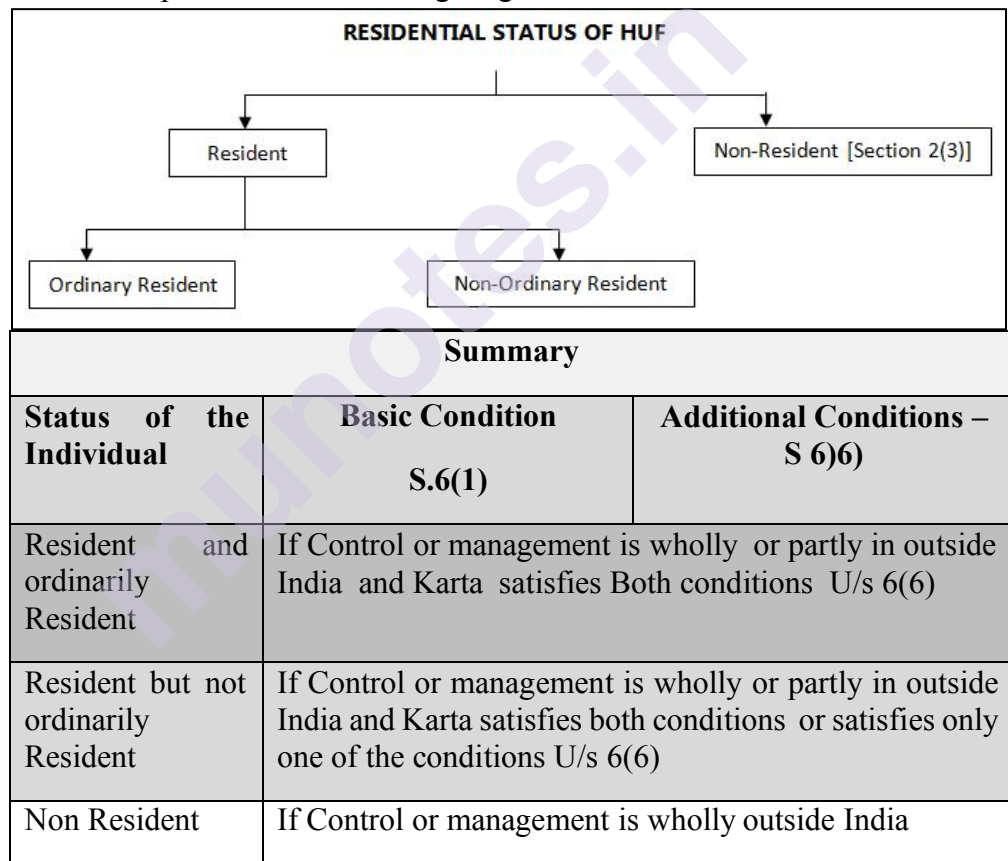 RESIDENTIAL STATUS OF HUF
Resident
Non-Resident [Section 2(3)]
Ordinary Resident
Non-Ordinary Resident
Summary
Status of the
Individual
Basic Condition
S.6(1)
Additional Conditions –
S 6)6)
Resident and
ordinarily
Resident
If Control or management is wholly or partly in outside
India and Karta satisfies Both conditions U/s 6(6)
Resident but not
ordinarily
Resident
If Control or management is wholly or partly in outside
India and Karta satisfies both conditions or satisfies only
one of the conditions U/s 6(6)
Non Resident
If Control or management is wholly outside India
munotes.in